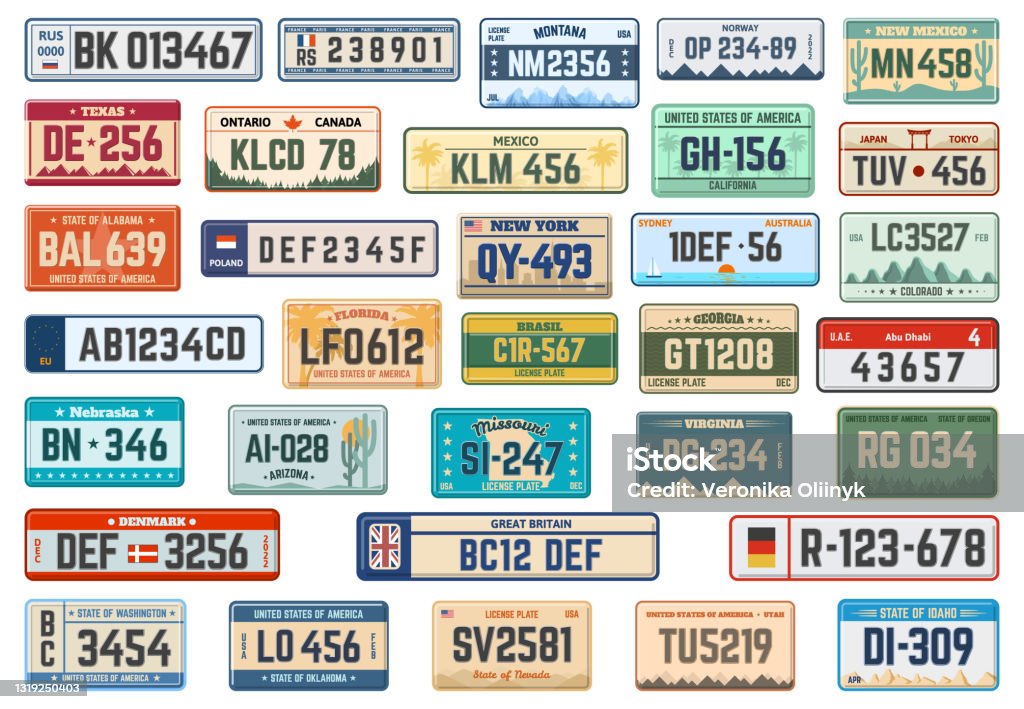 RUS
0000
BK 013467
FRANCE FRANCE FRANCE FRANCE FRANCE
RS 238901
FRANCE FRANCE FRANCE FRANCE FRANCE
LICENSE PLATE MONTANA USA
NM2356
JUL
NORWAY
DEC OP 234-89 2022
NEW MEXICO
MN 458
TEXAS
DE 256
ONTARIO CANADA
KLCD 78
MEXICO
KLM 456
UNITED STATES OF AMERICA
GH-156
CALIFORNIA
JAPAN TOKYO
TUV 456
STATE OF ALABAMA
BAL 639
UNITED STATES OF AMERICA
POLAND
DEF2345F
NEW YORK
QY-493
SYDNEY AUSTRALIA
1DEF·56
USA LC3527 FEB
COLORADO
EU
AB1234CD
FLORIDA
LF0612
UNITED STATES OF AMERICA
BRASIL
C1R-567
LICENSE PLATE
GEORGIA
GT1208
LICENSE PLATE DEC
U.A.E. Abu Dhabi 4
43657
Nebraska
BN 346
UNITED STATES OF AMERICA
AI-028
ARIZONA
Missouri
SI-247
USA LICENSE PLATE DEC
VIRGINIA
234 FEB
UNITED STATES OF AMERICA STATE OF OREGON
RG 034
iStock
Credit: Veronika Oliinyk
DENMARK
DEC DEF 3256 2022
GREAT BRITAIN
BC12 DEF
R-123-678
BC
STATE OF WASHINGTON
3454
UNITED STATES OF AMERICA
UNITED STATES OF AMERICA
USA LO 456 FEB
STATE OF OKLAHOMA
LICENSE PLATE USA
SV2581
State of Nevada
UNITED STATES OF AMERICA • UTAH
TU5219
STATE OF IDAHO
DI-309
APR
1319250403